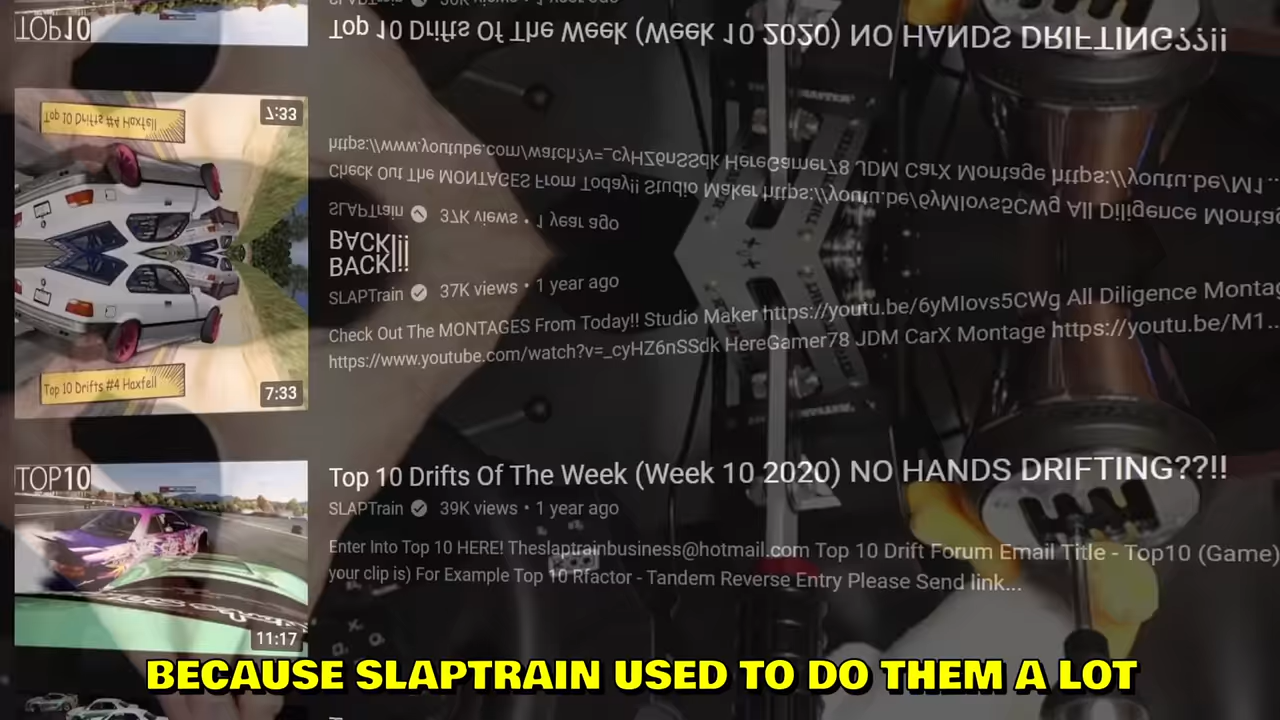 TOP10
Top 10 Drifts Of The Week (Week 10 2020) NO HANDS DRIFTING??!!
Top 10 Drifts #4 Haxfell
7:33
https://www.youtube.com/watch?v=_cyHZ6nSSdk HereGamer78 JDM CarX Montage https://youtu.be/M1...
Check Out The MONTAGES From Today!! Studio Maker https://youtu.be/6yMIovs5CWg All Diligence Monta
SLAPTrain 37K views • 1 year ago
BACK!!!
BACK!!!
SLAPTrain 37K views • 1 year ago
Check Out The MONTAGES From Today!! Studio Maker https://youtu.be/6yMIovs5CWg All Diligence Monta
https://www.youtube.com/watch?v=_cyHZ6nSSdk HereGamer78 JDM CarX Montage https://youtu.be/M1...
Top 10 Drifts #4 Haxfell
7:33
TOP10
Top 10 Drifts Of The Week (Week 10 2020) NO HANDS DRIFTING??!!
SLAPTrain 39K views • 1 year ago
Enter Into Top 10 HERE! Theslaptrainbusiness@hotmail.com Top 10 Drift Forum Email Title - Top10 (Game)
your clip is) For Example Top 10 Rfactor - Tandem Reverse Entry Please Send link...
11:17
BECAUSE SLAPTRAIN USED TO DO THEM A LOT